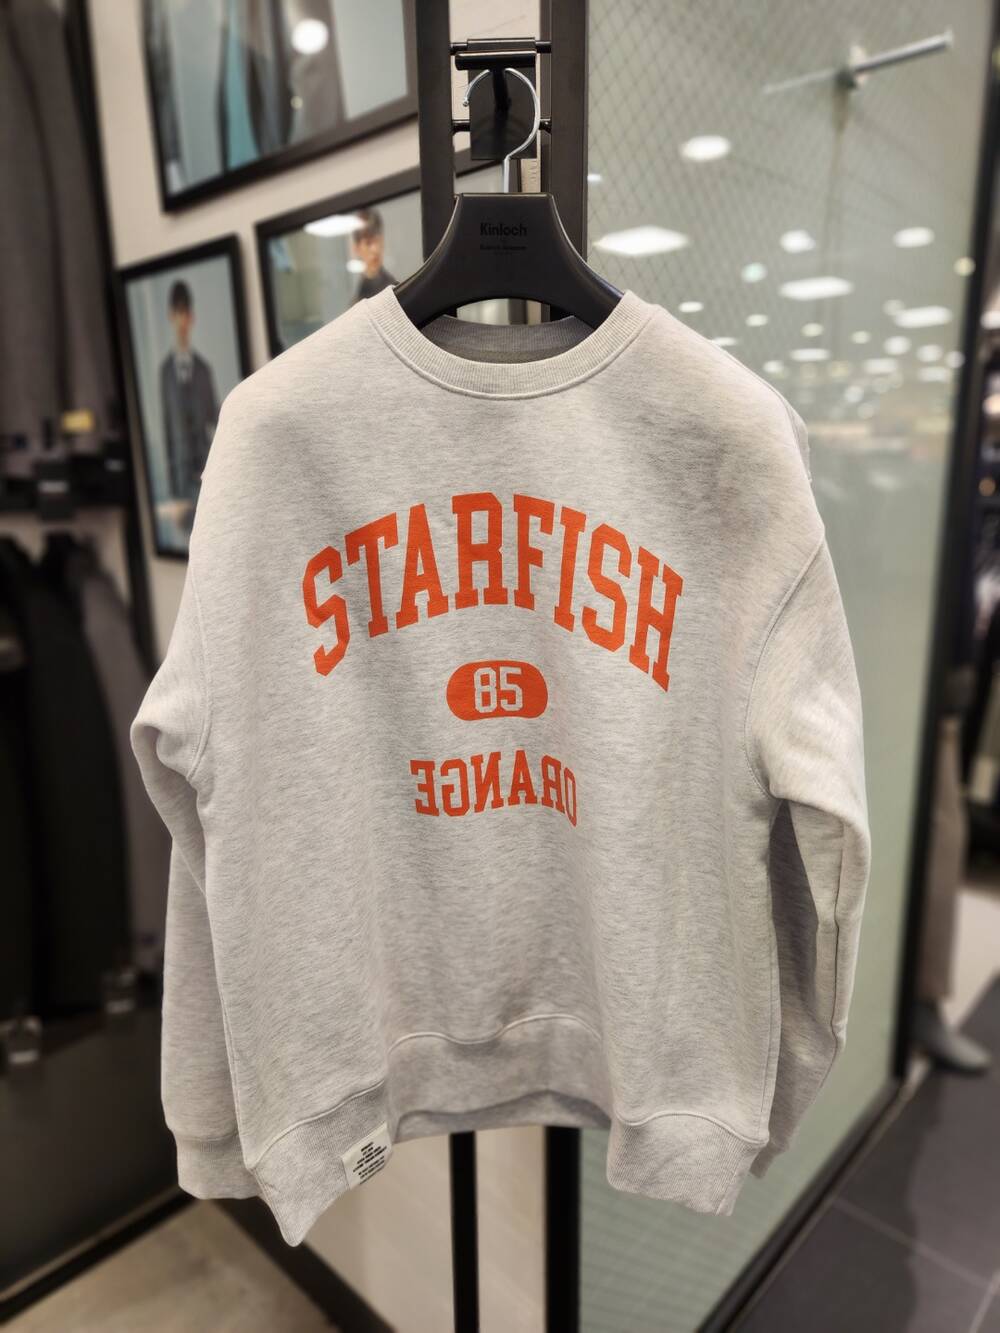 Kinloch
STARFISH
85
ORANGE